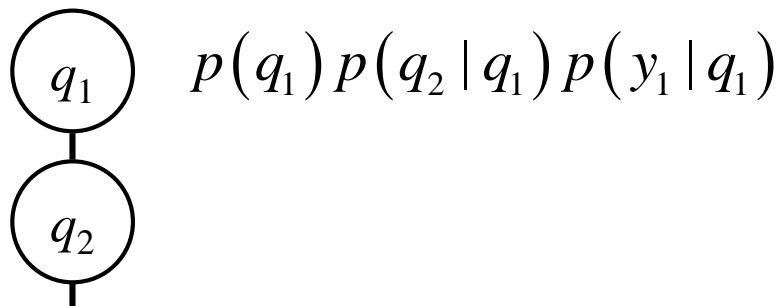 q₁ p(q₁) p(q₂ | q₁) p(y₁ | q₁)
q₂